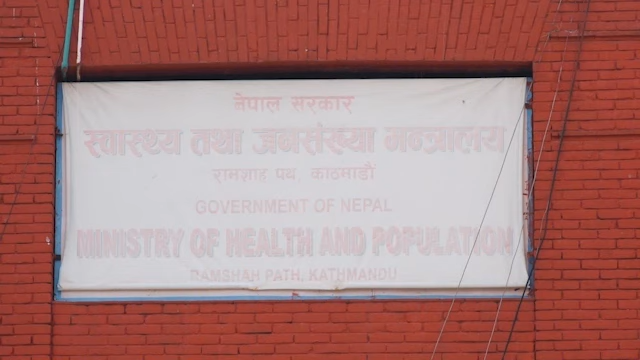 नेपाल सरकार
स्वास्थ्य तथा जनसंख्या मन्त्रालय
रामशाह पथ, काठमाडौं
GOVERNMENT OF NEPAL
MINISTRY OF HEALTH AND POPULATION
RAMSHAH PATH, KATHMANDU